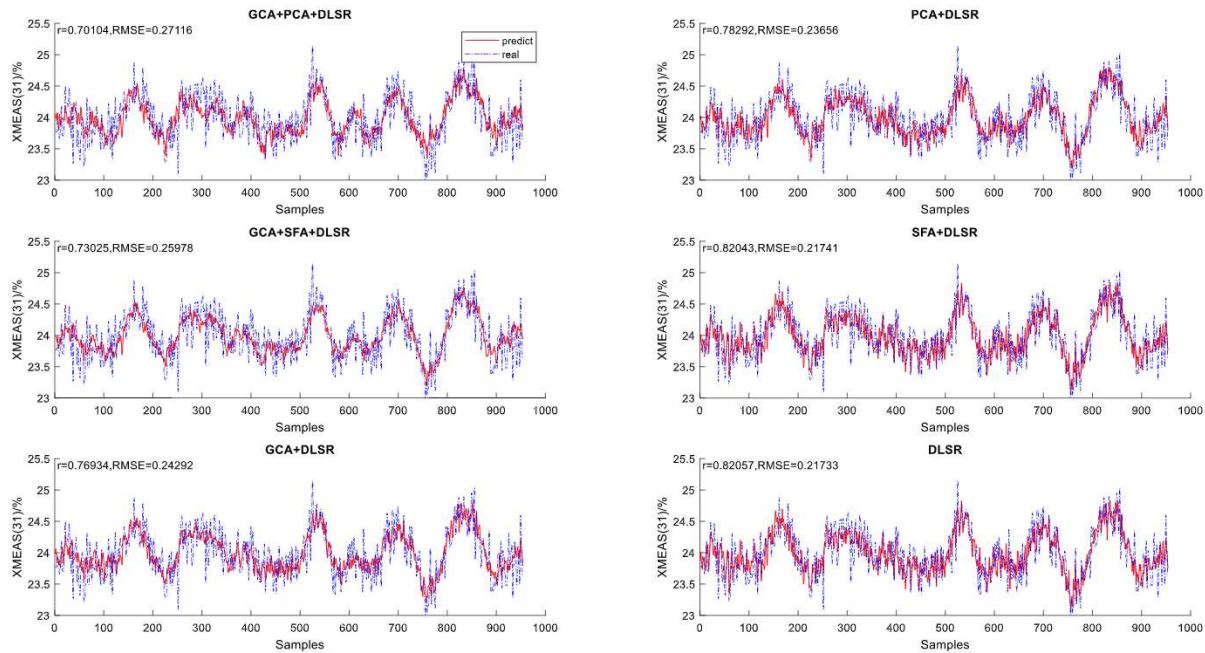 GCA+PCA+DLSR
r=0.70104,RMSE=0.27116
predict
real
XMEAS(31)/%
25.5
25
24.5
24
23.5
23
0 100 200 300 400 500 600 700 800 900 1000
Samples
PCA+DLSR
r=0.78292,RMSE=0.23656
XMEAS(31)/%
25.5
25
24.5
24
23.5
23
0 100 200 300 400 500 600 700 800 900 1000
Samples
GCA+SFA+DLSR
r=0.73025,RMSE=0.25978
XMEAS(31)/%
25.5
25
24.5
24
23.5
23
0 100 200 300 400 500 600 700 800 900 1000
Samples
SFA+DLSR
r=0.82043,RMSE=0.21741
XMEAS(31)/%
25.5
25
24.5
24
23.5
23
0 100 200 300 400 500 600 700 800 900 1000
Samples
GCA+DLSR
r=0.76934,RMSE=0.24292
XMEAS(31)/%
25.5
25
24.5
24
23.5
23
0 100 200 300 400 500 600 700 800 900 1000
Samples
DLSR
r=0.82057,RMSE=0.21733
XMEAS(31)/%
25.5
25
24.5
24
23.5
23
0 100 200 300 400 500 600 700 800 900 1000
Samples